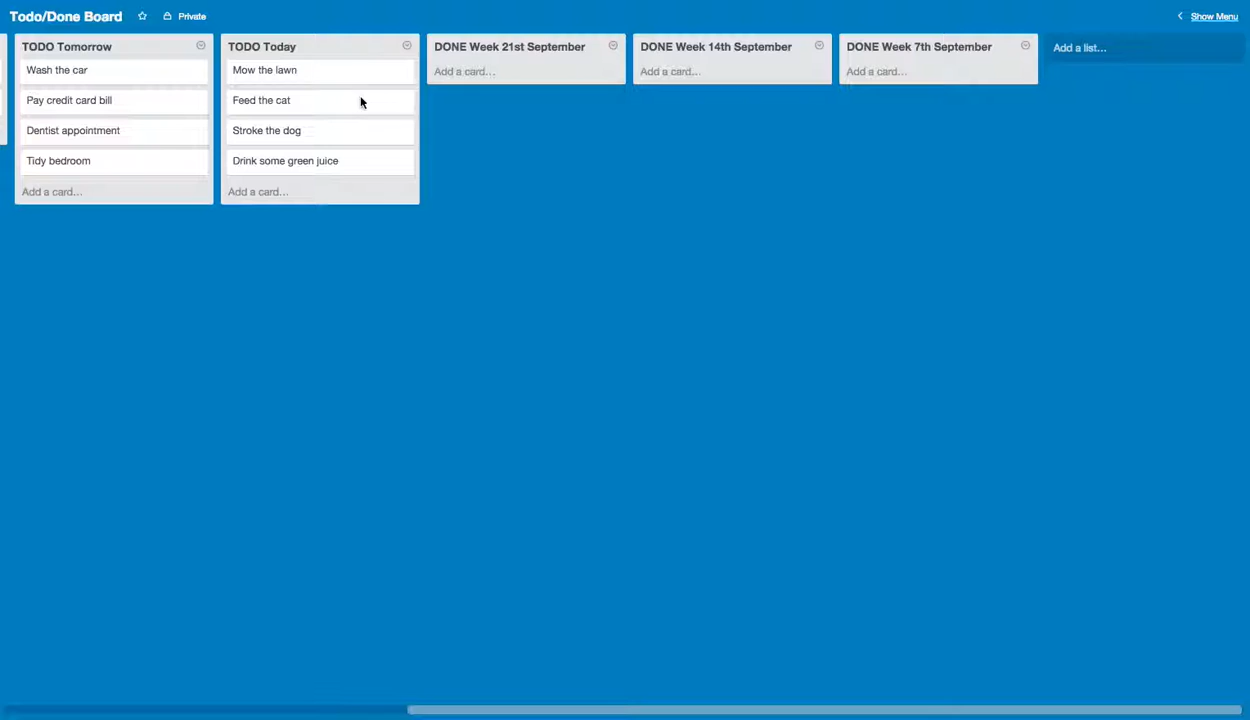 Todo/Done Board
Private
Show Menu
TODO Tomorrow
Wash the car
Pay credit card bill
Dentist appointment
Tidy bedroom
Add a card...
TODO Today
Mow the lawn
Feed the cat
Stroke the dog
Drink some green juice
Add a card...
DONE Week 21st September
Add a card...
DONE Week 14th September
Add a card...
DONE Week 7th September
Add a card...
Add a list...